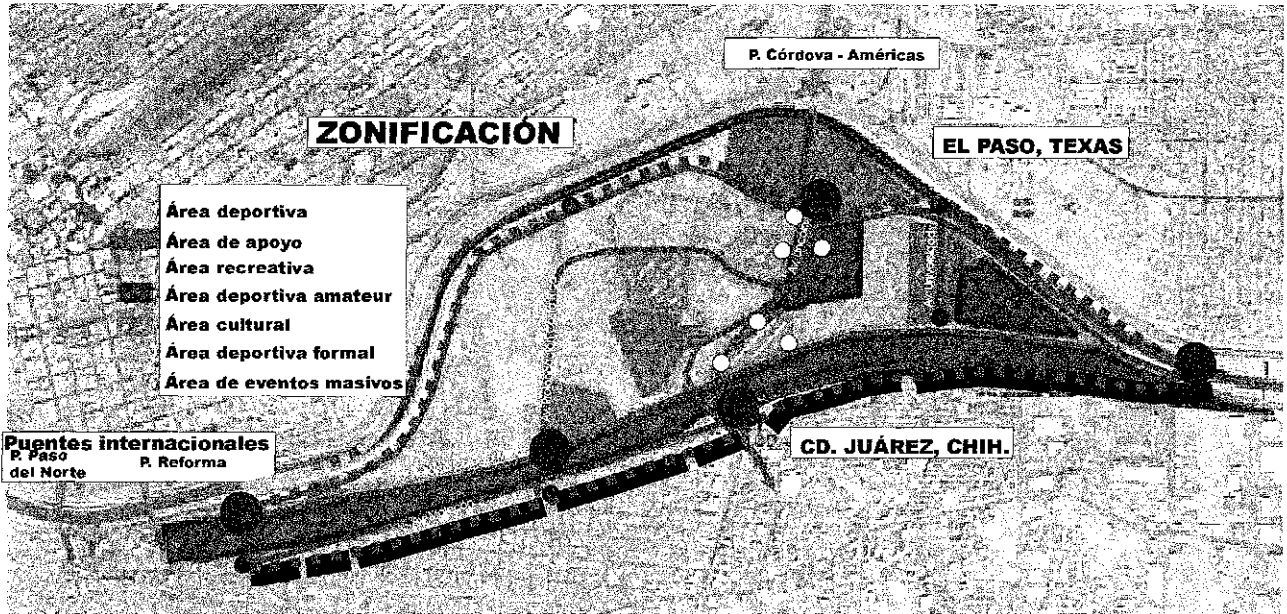 P. Córdova - Américas
ZONIFICACIÓN
EL PASO, TEXAS
Área deportiva
Área de apoyo
Área recreativa
Área deportiva amateur
Área cultural
Área deportiva formal
Área de eventos masivos
Puentes internacionales
P. Paso P. Reforma
del Norte
CD. JUÁREZ, CHIH.